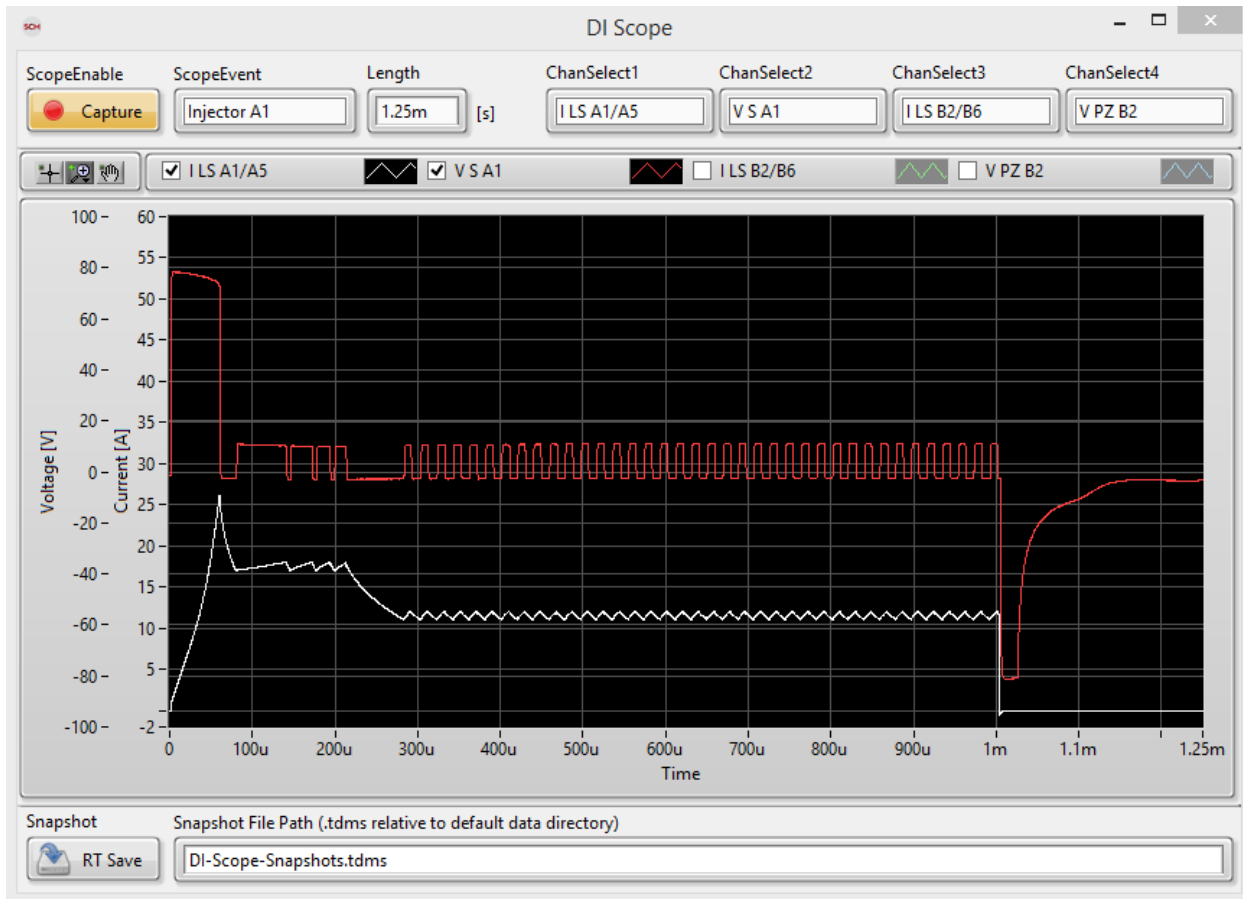 SCH
DI Scope
ScopeEnable ScopeEvent Length ChanSelect1 ChanSelect2 ChanSelect3 ChanSelect4
Capture Injector A1 1.25m [s] I LS A1/A5 V S A1 I LS B2/B6 V PZ B2
I LS A1/A5 V S A1 I LS B2/B6 V PZ B2
100 60
55
80
50
60
45
40 40
20 35
0 30
25
-20
20
-40
15
-60 10
-80 5
-100 -2
Voltage [V]
Current [A]
0 100u 200u 300u 400u 500u 600u 700u 800u 900u 1m 1.1m 1.25m
Time
Snapshot Snapshot File Path (.tdms relative to default data directory)
RT Save DI-Scope-Snapshots.tdms